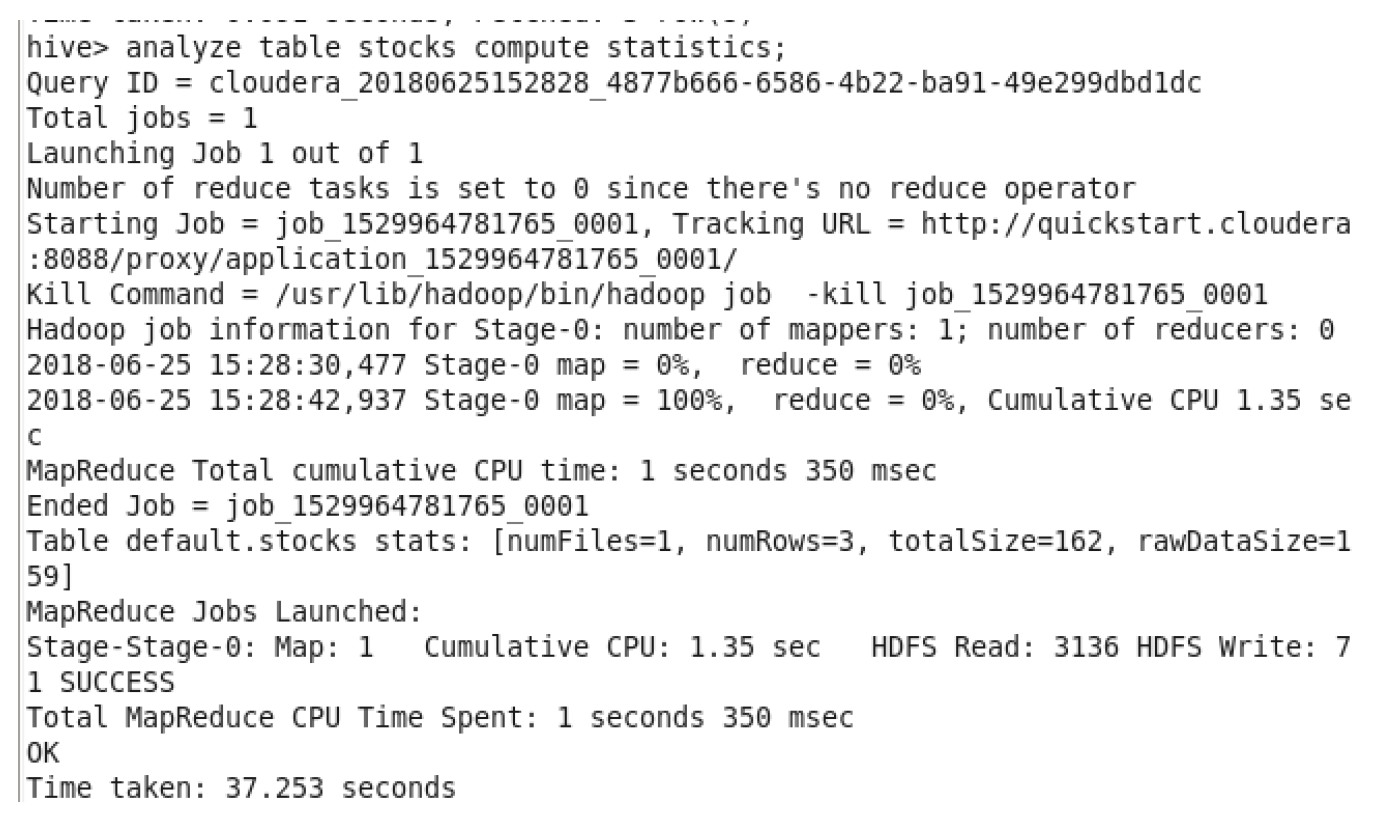 hive> analyze table stocks compute statistics;
Query ID = cloudera_20180625152828_4877b666-6586-4b22-ba91-49e299dbd1dc
Total jobs = 1
Launching Job 1 out of 1
Number of reduce tasks is set to 0 since there's no reduce operator
Starting Job = job_1529964781765_0001, Tracking URL = http://quickstart.cloudera
:8088/proxy/application_1529964781765_0001/
Kill Command = /usr/lib/hadoop/bin/hadoop job  -kill job_1529964781765_0001
Hadoop job information for Stage-0: number of mappers: 1; number of reducers: 0
2018-06-25 15:28:30,477 Stage-0 map = 0%,  reduce = 0%
2018-06-25 15:28:42,937 Stage-0 map = 100%,  reduce = 0%, Cumulative CPU 1.35 se
c
MapReduce Total cumulative CPU time: 1 seconds 350 msec
Ended Job = job_1529964781765_0001
Table default.stocks stats: [numFiles=1, numRows=3, totalSize=162, rawDataSize=1
59]
MapReduce Jobs Launched:
Stage-Stage-0: Map: 1   Cumulative CPU: 1.35 sec   HDFS Read: 3136 HDFS Write: 7
1 SUCCESS
Total MapReduce CPU Time Spent: 1 seconds 350 msec
OK
Time taken: 37.253 seconds